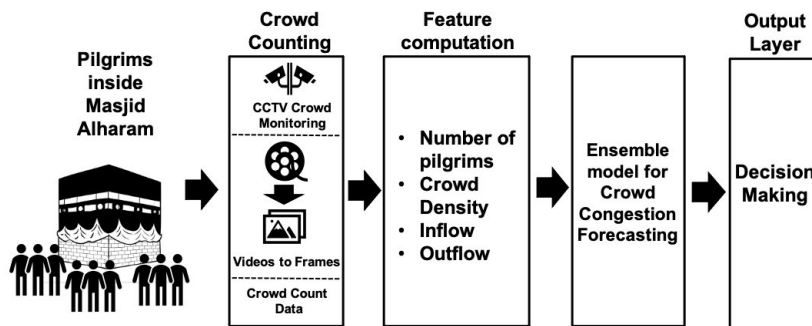 Pilgrims
inside
Masjid
Alharam
Crowd
Counting
CCTV Crowd
Monitoring
Videos to Frames
Crowd Count
Data
Feature
computation
• Number of
pilgrims
• Crowd
Density
• Inflow
• Outflow
Ensemble
model for
Crowd
Congestion
Forecasting
Output
Layer
Decision
Making